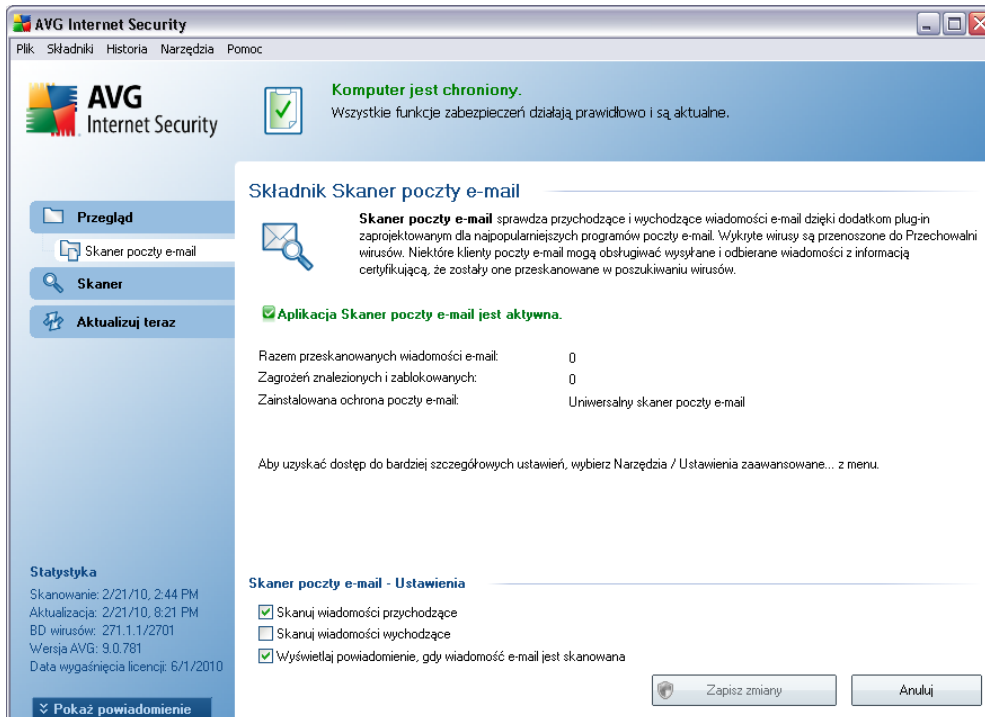 AVG Internet Security
Plik Składniki Historia Narzędzia Pomoc
AVG
Internet Security
Komputer jest chroniony.
Wszystkie funkcje zabezpieczeń działają prawidłowo i są aktualne.
Przegląd
Skaner poczty e-mail
Skaner
Aktualizuj teraz
Składnik Skaner poczty e-mail
Skaner poczty e-mail sprawdza przychodzące i wychodzące wiadomości e-mail dzięki dodatkom plug-in
zaprojektowanym dla najpopularniejszych programów poczty e-mail. Wykryte wirusy są przenoszone do Przechowalni
wirusów. Niektóre klienty poczty e-mail mogą obsługiwać wysyłane i odbierane wiadomości z informacją
certyfikującą, że zostały one przeskanowane w poszukiwaniu wirusów.
Aplikacja Skaner poczty e-mail jest aktywna.
Razem przeskanowanych wiadomości e-mail: 0
Zagrożeń znalezionych i zablokowanych: 0
Zainstalowana ochrona poczty e-mail: Uniwersalny skaner poczty e-mail
Aby uzyskać dostęp do bardziej szczegółowych ustawień, wybierz Narzędzia / Ustawienia zaawansowane... z menu.
Statystyka
Skanowanie: 2/21/10, 2:44 PM
Aktualizacja: 2/21/10, 8:21 PM
BD wirusów: 271.1.1/2701
Wersja AVG: 9.0.781
Data wygaśnięcia licencji: 6/1/2010
Pokaż powiadomienie
Skaner poczty e-mail - Ustawienia
Skanuj wiadomości przychodzące
Skanuj wiadomości wychodzące
Wyświetlaj powiadomienie, gdy wiadomość e-mail jest skanowana
Zapisz zmiany
Anuluj